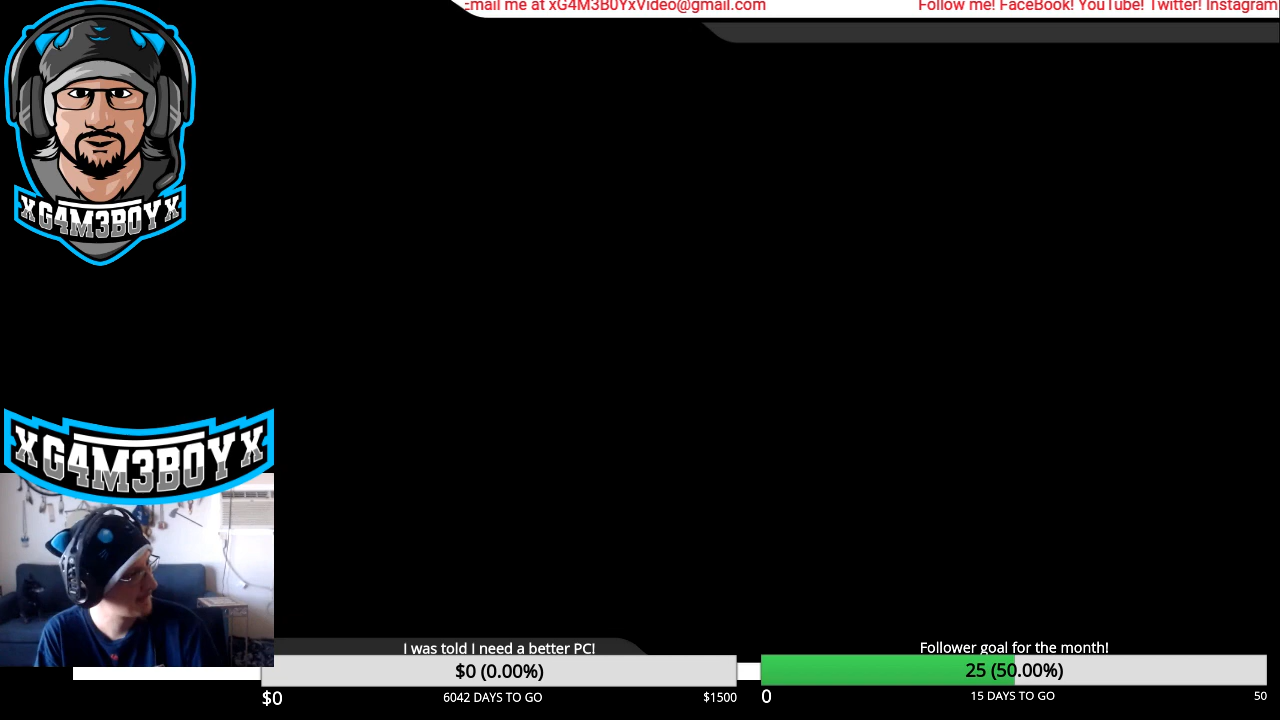 Email me at xG4M3B0YxVideo@gmail.com Follow me! FaceBook! YouTube! Twitter! Instagram
XG4M3B0YX
XG4M3B0YX
I was told I need a better PC!
$0 (0.00%)
$0 6042 DAYS TO GO $1500
Follower goal for the month!
25 (50.00%)
0 15 DAYS TO GO 50